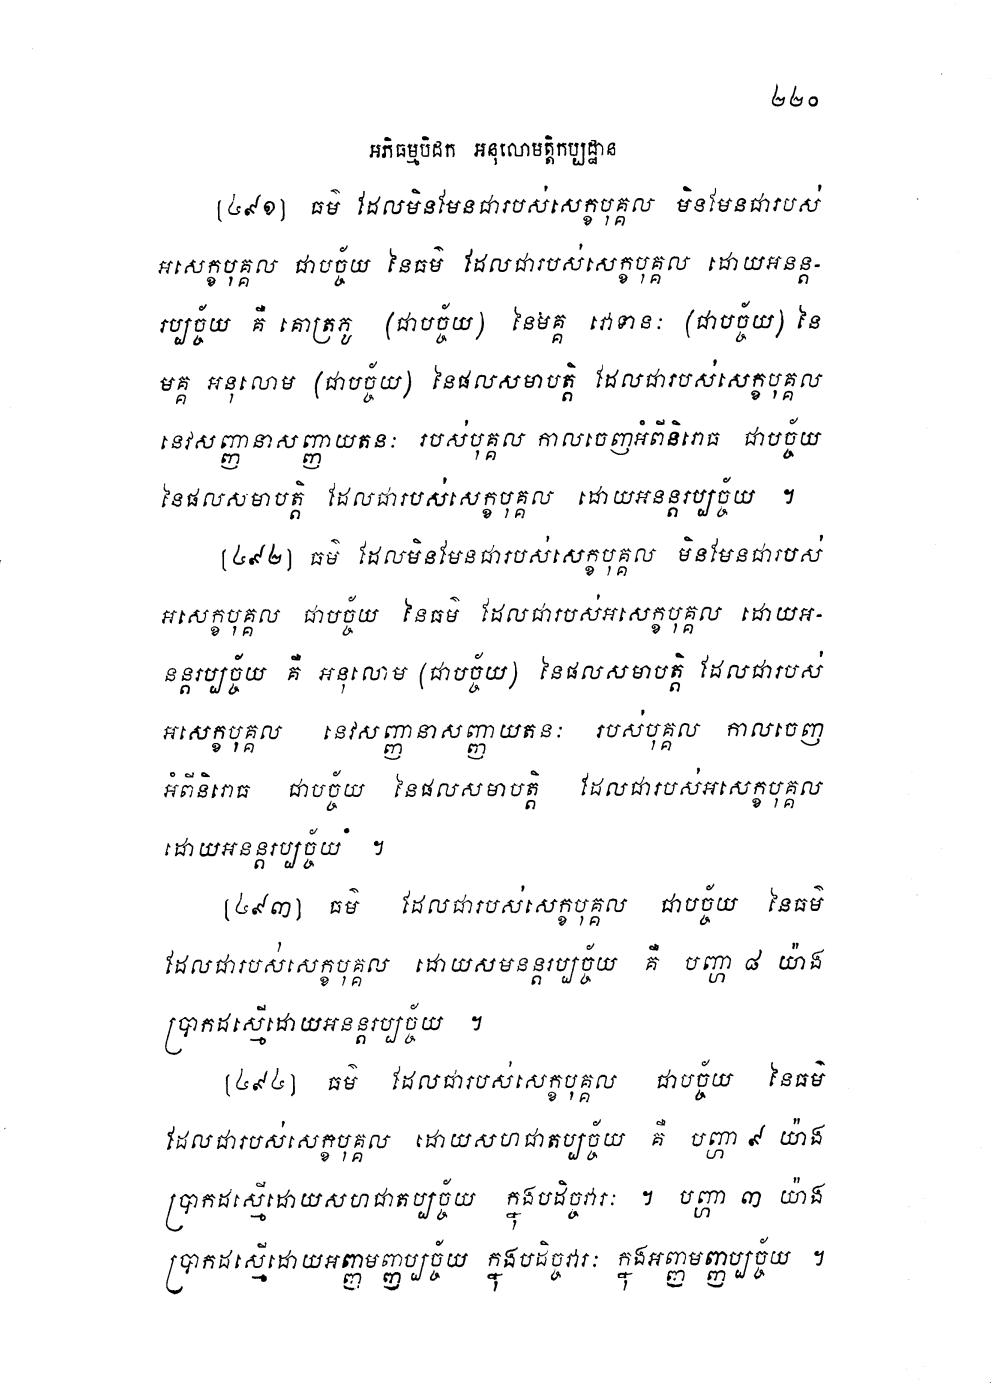 ២២០
អភិធម្មបិដក អនុលោមត្តិកប្បដ្ឋាន
(៤៩១) ធម៌ ដែលមិនមែនជារបស់សេក្ខបុគ្គល មិនមែនជារបស់
អសេក្ខបុគ្គល ជាបច្ច័យ នៃធម៌ ដែលជារបស់សេក្ខបុគ្គល ដោយអនន្ត-
រប្បច្ច័យ គឺ គោត្រភូ (ជាបច្ច័យ) នៃមគ្គ វោទានៈ (ជាបច្ច័យ) នៃ
មគ្គ អនុលោម (ជាបច្ច័យ) នៃផលសមាបត្តិ ដែលជារបស់សេក្ខបុគ្គល
នេវសញ្ញានាសញ្ញាយតនៈ របស់បុគ្គល កាលចេញអំពីនិរោធ ជាបច្ច័យ
នៃផលសមាបត្តិ ដែលជារបស់សេក្ខបុគ្គល ដោយអនន្តរប្បច្ច័យ ។
(៤៩២) ធម៌ ដែលមិនមែនជារបស់សេក្ខបុគ្គល មិនមែនជារបស់
អសេក្ខបុគ្គល ជាបច្ច័យ នៃធម៌ ដែលជារបស់អសេក្ខបុគ្គល ដោយអ-
នន្តរប្បច្ច័យ គឺ អនុលោម (ជាបច្ច័យ) នៃផលសមាបត្តិ ដែលជារបស់
អសេក្ខបុគ្គល នេវសញ្ញានាសញ្ញាយតនៈ របស់បុគ្គល កាលចេញ
អំពីនិរោធ ជាបច្ច័យ នៃផលសមាបត្តិ ដែលជារបស់អសេក្ខបុគ្គល
ដោយអនន្តរប្បច្ច័យ ។
(៤៩៣) ធម៌ ដែលជារបស់សេក្ខបុគ្គល ជាបច្ច័យ នៃធម៌
ដែលជារបស់សេក្ខបុគ្គល ដោយសមនន្តរប្បច្ច័យ គឺ បញ្ហា ៨ យ៉ាង
ប្រាកដស្មើដោយអនន្តរប្បច្ច័យ ។
(៤៩៤) ធម៌ ដែលជារបស់សេក្ខបុគ្គល ជាបច្ច័យ នៃធម៌
ដែលជារបស់សេក្ខបុគ្គល ដោយសហជាតប្បច្ច័យ គឺ បញ្ហា ៩ យ៉ាង
ប្រាកដស្មើដោយសហជាតប្បច្ច័យ ក្នុងបដិច្ចវារៈ ។ បញ្ហា ៣ យ៉ាង
ប្រាកដស្មើដោយអញ្ញមញ្ញប្បច្ច័យ ក្នុងបដិច្ចវារៈ ក្នុងអញ្ញមញ្ញប្បច្ច័យ ។